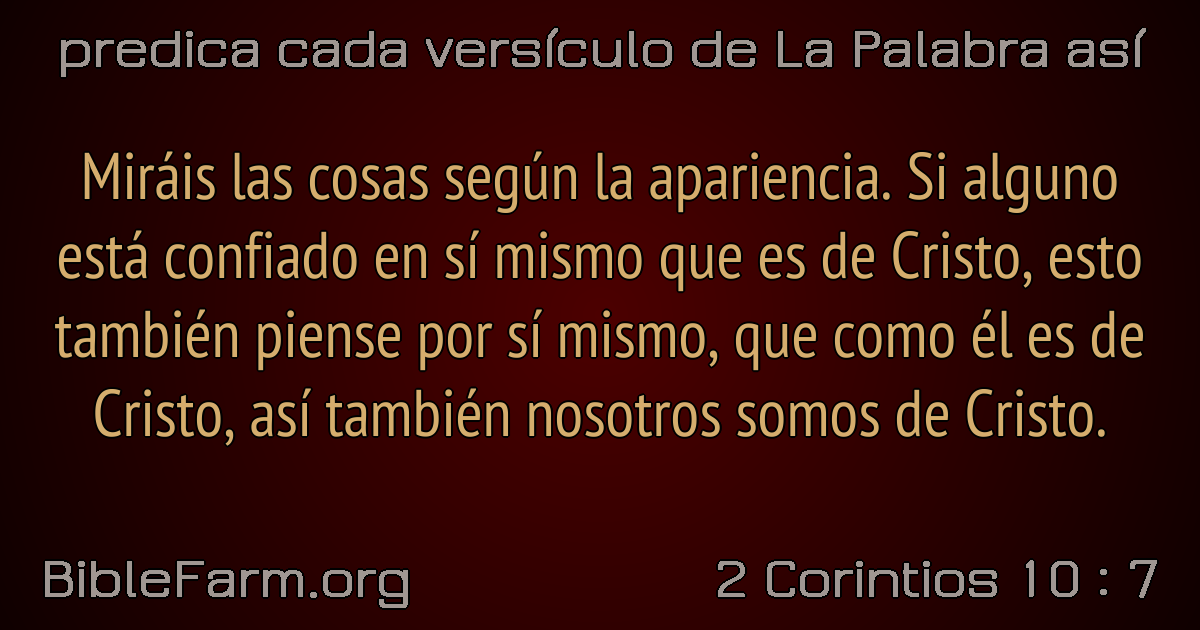 predica cada versículo de La Palabra así
Miráis las cosas según la apariencia. Si alguno
está confiado en sí mismo que es de Cristo, esto
también piense por sí mismo, que como él es de
Cristo, así también nosotros somos de Cristo.
BibleFarm.org
2 Corintios 10 : 7